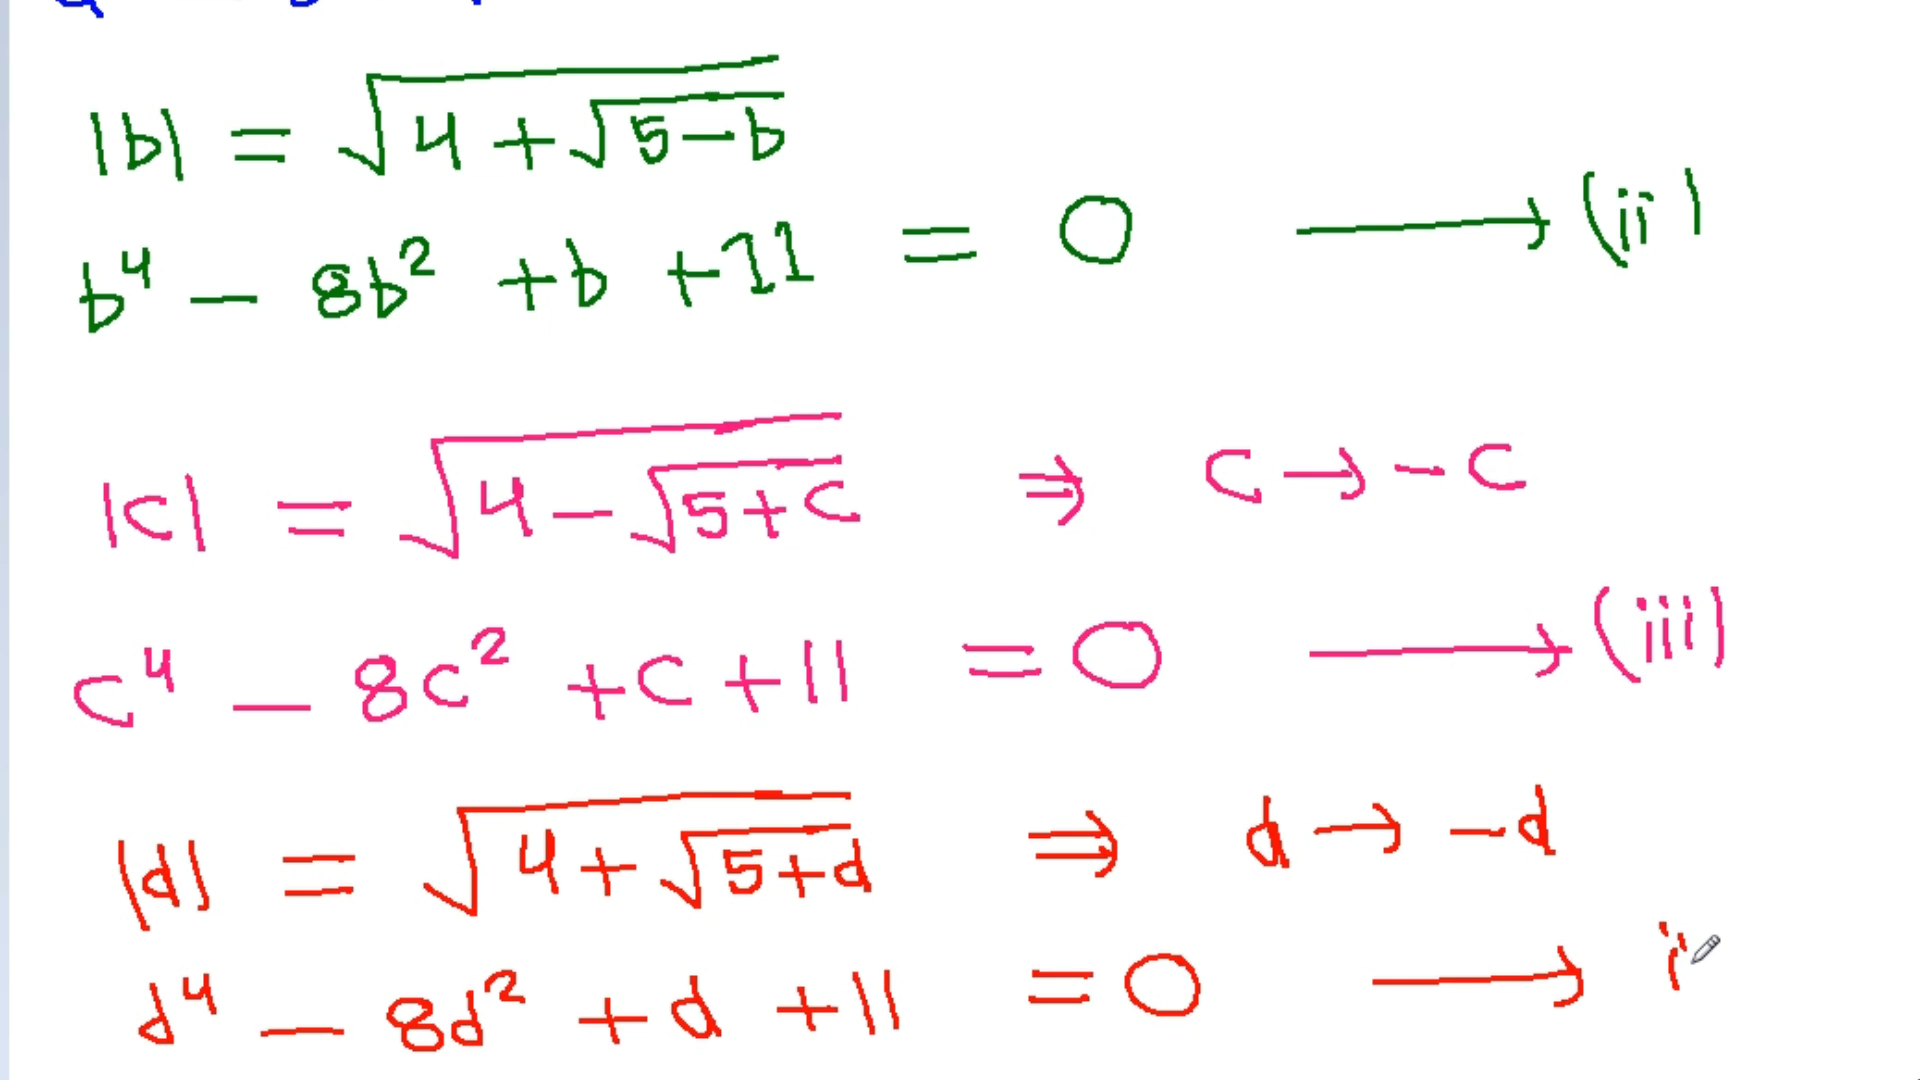 |b| = √(4 + √(5 - b))
b⁴ - 8b² + b + 11 = 0 ⟶ (ii)
|c| = √(4 - √(5 + c)) ⇒ c → - c
c⁴ - 8c² + c + 11 = 0 ⟶ (iii)
|d| = √(4 + √(5 + d)) ⇒ d → - d
d⁴ - 8d² + d + 11 = 0 ⟶ i